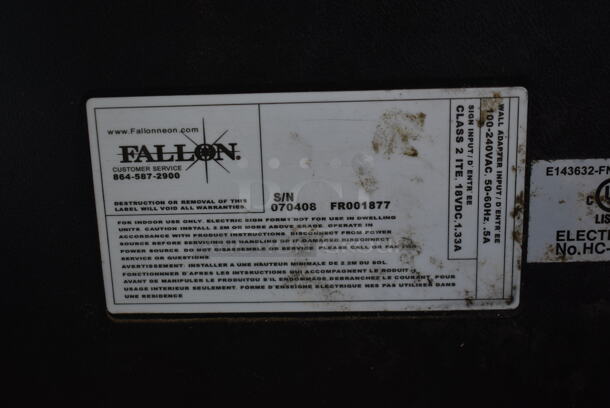 www.Fallonneon.com
FALLON.
CUSTOMER SERVICE
864-587-2900
DESTRUCTION OR REMOVAL OF THIS
LABEL WILL VOID ALL WARRANTIES.
S/N
070408 FR001877
WALL ADAPTER INPUT/D'ENTR'EE
100-240VAC, 50-60Hz, .5A
SIGN INPUT/D'ENTR'EE
CLASS 2 ITE, 18VDC,1.33A
FOR INDOOR USE ONLY. ELECTRIC SIGN FORM NOT FOR USE IN DWELLING
UNITS. CAUTION INSTALL 2.2M OR MORE ABOVE GRADE. OPERATE IN
ACCORDANCE WITH PRODUCT INSTRUCTIONS. DISCONNECT FROM POWER
SOURCE BEFORE SERVICING OR HANDLING OR IF DAMAGED DISCONNECT
POWER SOURCE. DO NOT DISASSEMBLE OR SERVICE, PLEASE CALL OR FAX FOR
SERVICE OR QUESTIONS
AVERTISSEMENT. INSTALLER A UNE HAUTEUR MINIMALE DE 2.2M DU SOL.
FONCTIONNER D'APRES LES INTSRUCTIONS QUI ACCOMPAGNENT LE PRODUIT
AVANT DE MANIPULER LE PRODUIT OU S'IL ENDOMMAGE, DEBRANCHEZ LE COURANT, POUR
USAGE INTERIEUR SEULEMENT. FORME D'ENSEIGNE ELECTRIQUE NES PAS UTILISER DANS
UNE RESIDENCE
E143632-FN
C
LIS
ELECTR
No.HC-